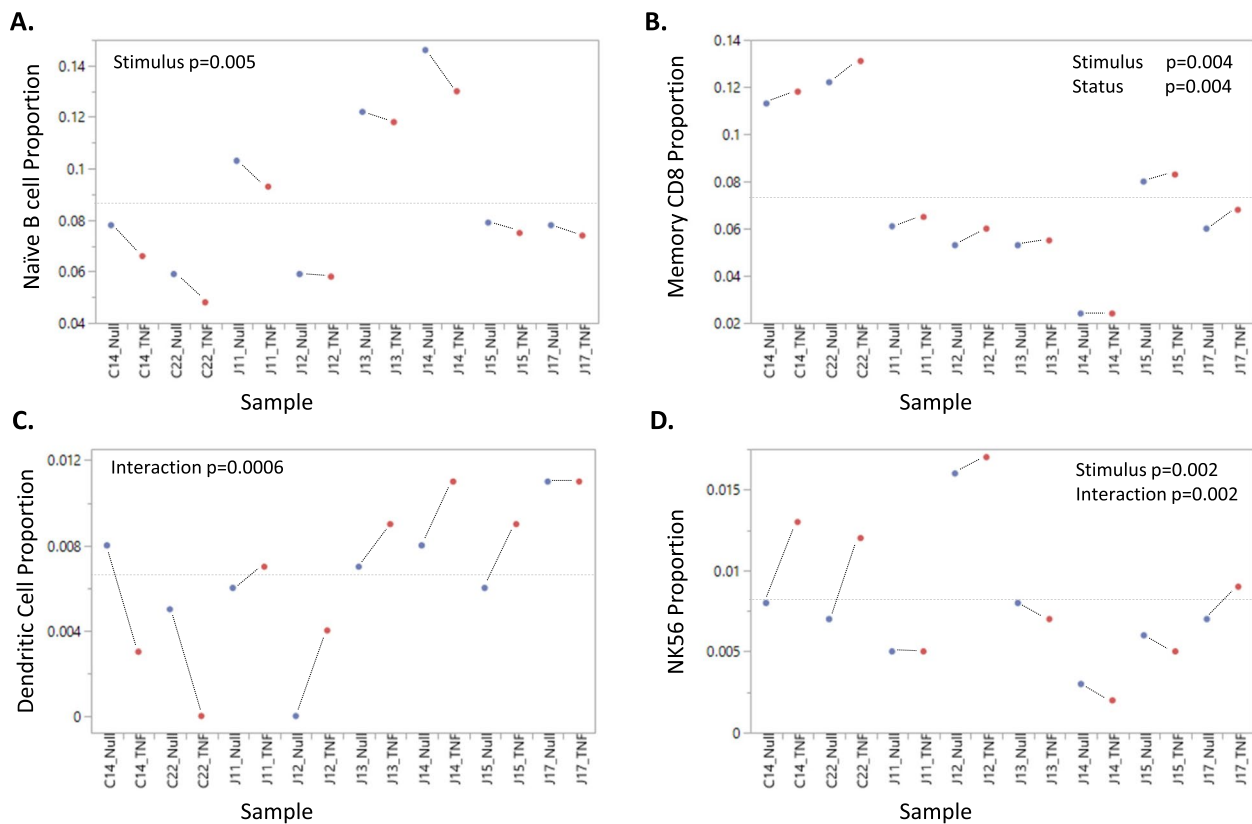 A.
Stimulus p=0.005
Naïve B cell Proportion
0.14
0.12
0.1
0.08
0.06
0.04
C14_Null
C14_TNF
C22_Null
C22_TNF
J11_Null
J11_TNF
J12_Null
J12_TNF
J13_Null
J13_TNF
J14_Null
J14_TNF
J15_Null
J15_TNF
J17_Null
J17_TNF
Sample
B.
Stimulus p=0.004
Status p=0.004
Memory CD8 Proportion
0.14
0.12
0.1
0.08
0.06
0.04
0.02
C14_Null
C14_TNF
C22_Null
C22_TNF
J11_Null
J11_TNF
J12_Null
J12_TNF
J13_Null
J13_TNF
J14_Null
J14_TNF
J15_Null
J15_TNF
J17_Null
J17_TNF
Sample
C.
Interaction p=0.0006
Dendritic Cell Proportion
0.012
0.008
0.004
0
C14_Null
C14_TNF
C22_Null
C22_TNF
J11_Null
J11_TNF
J12_Null
J12_TNF
J13_Null
J13_TNF
J14_Null
J14_TNF
J15_Null
J15_TNF
J17_Null
J17_TNF
Sample
D.
Stimulus p=0.002
Interaction p=0.002
NK56 Proportion
0.015
0.01
0.005
0
C14_Null
C14_TNF
C22_Null
C22_TNF
J11_Null
J11_TNF
J12_Null
J12_TNF
J13_Null
J13_TNF
J14_Null
J14_TNF
J15_Null
J15_TNF
J17_Null
J17_TNF
Sample